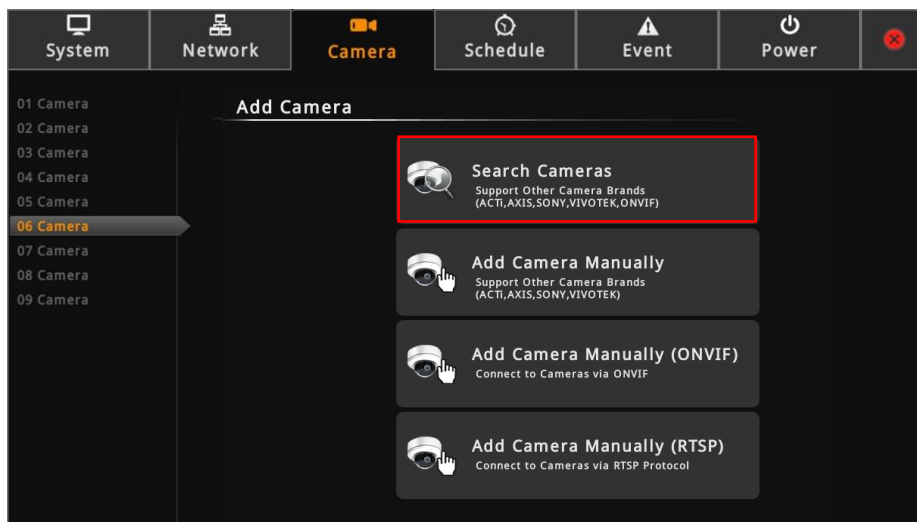 System
Network
Camera
Schedule
Event
Power
01 Camera
02 Camera
03 Camera
04 Camera
05 Camera
06 Camera
07 Camera
08 Camera
09 Camera
Add Camera
Search Cameras
Support Other Camera Brands
(ACTi,AXIS,SONY,VIVOTEK,ONVIF)
Add Camera Manually
Support Other Camera Brands
(ACTi,AXIS,SONY,VIVOTEK)
Add Camera Manually (ONVIF)
Connect to Cameras via ONVIF
Add Camera Manually (RTSP)
Connect to Cameras via RTSP Protocol